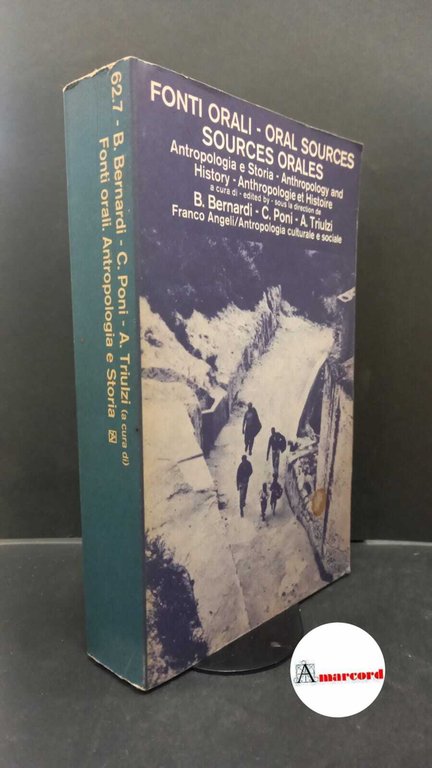 FONTI ORALI - ORAL SOURCES
SOURCES ORALES
Antropologia e Storia - Anthropology and
History - Anthropologie et Histoire
a cura di - edited by - sous la direction de
B. Bernardi - C. Poni - A. Triulzi
Franco Angeli/Antropologia culturale e sociale
62.7 - B. Bernardi - C. Poni - A. Triulzi (a cura di)
Fonti orali. Antropologia e Storia
Amarcord